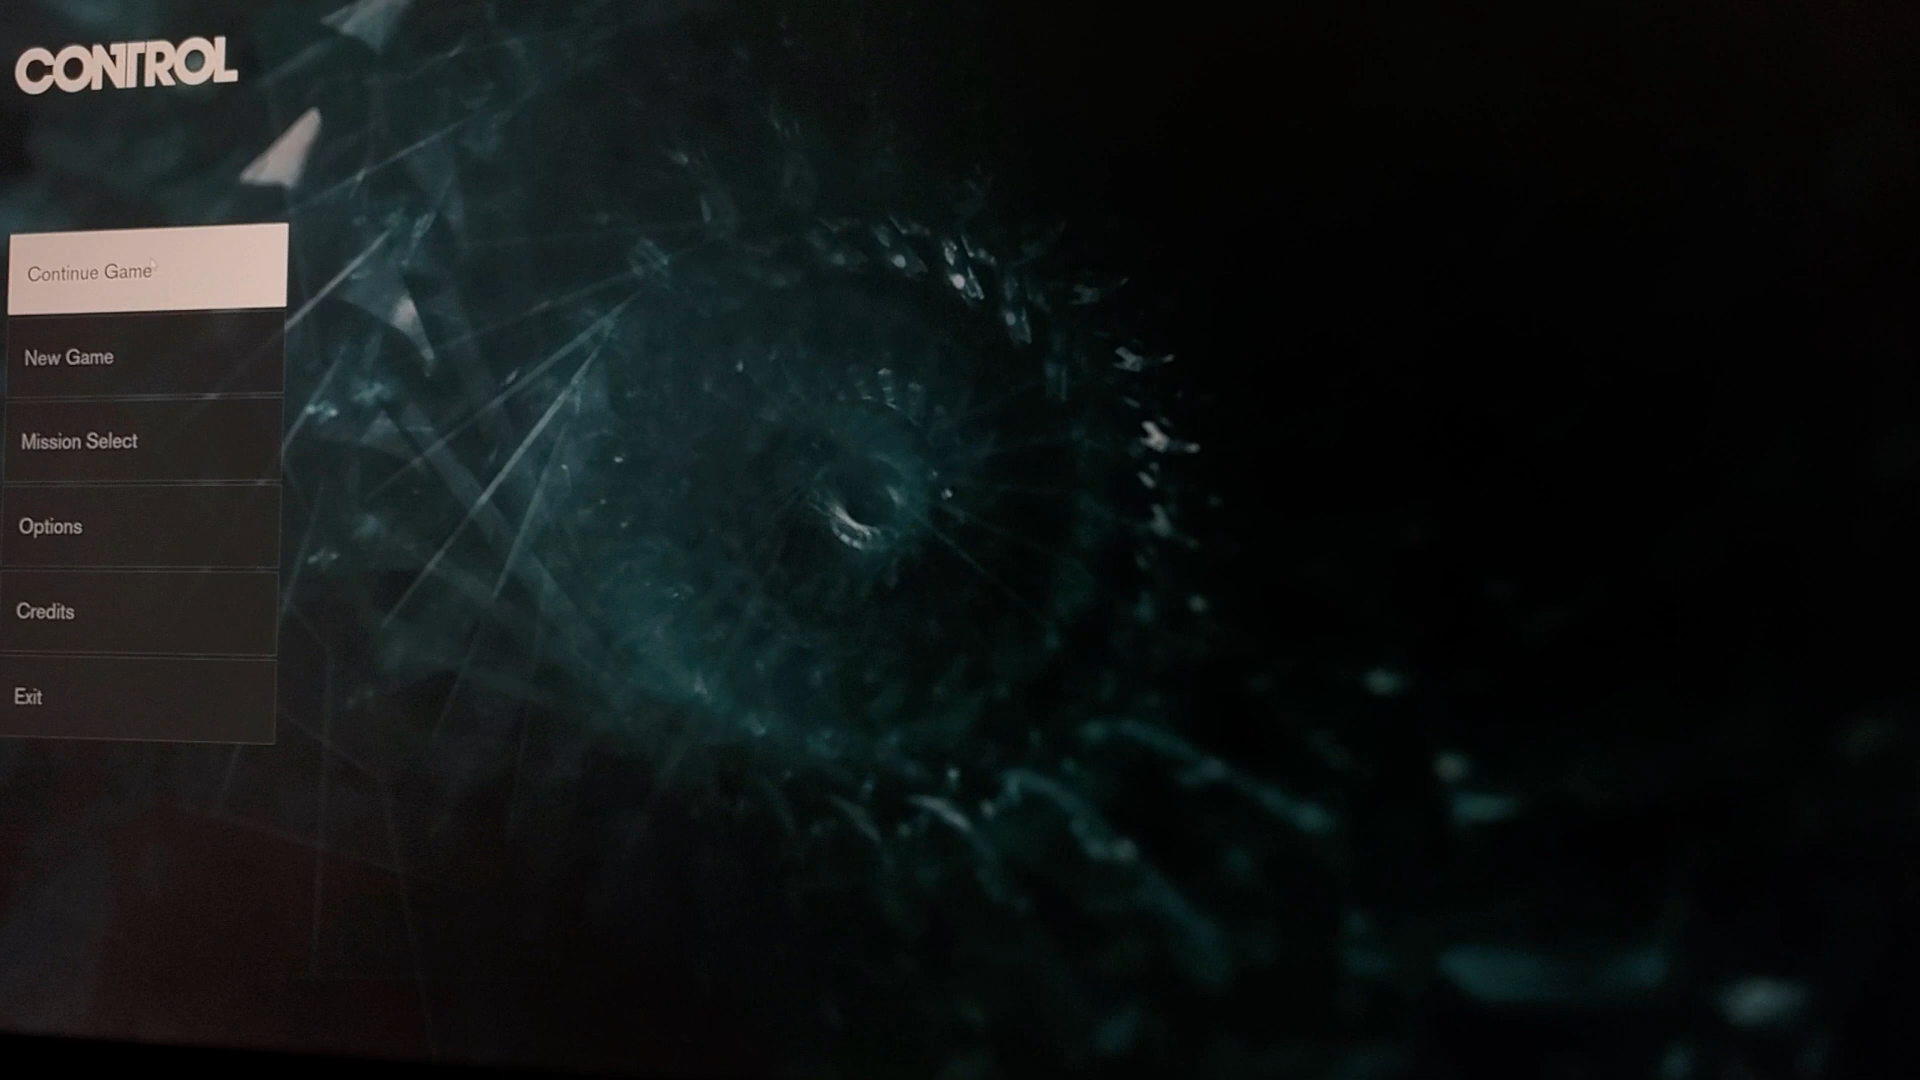 CONTROL
Continue Game
New Game
Mission Select
Options
Credits
Exit